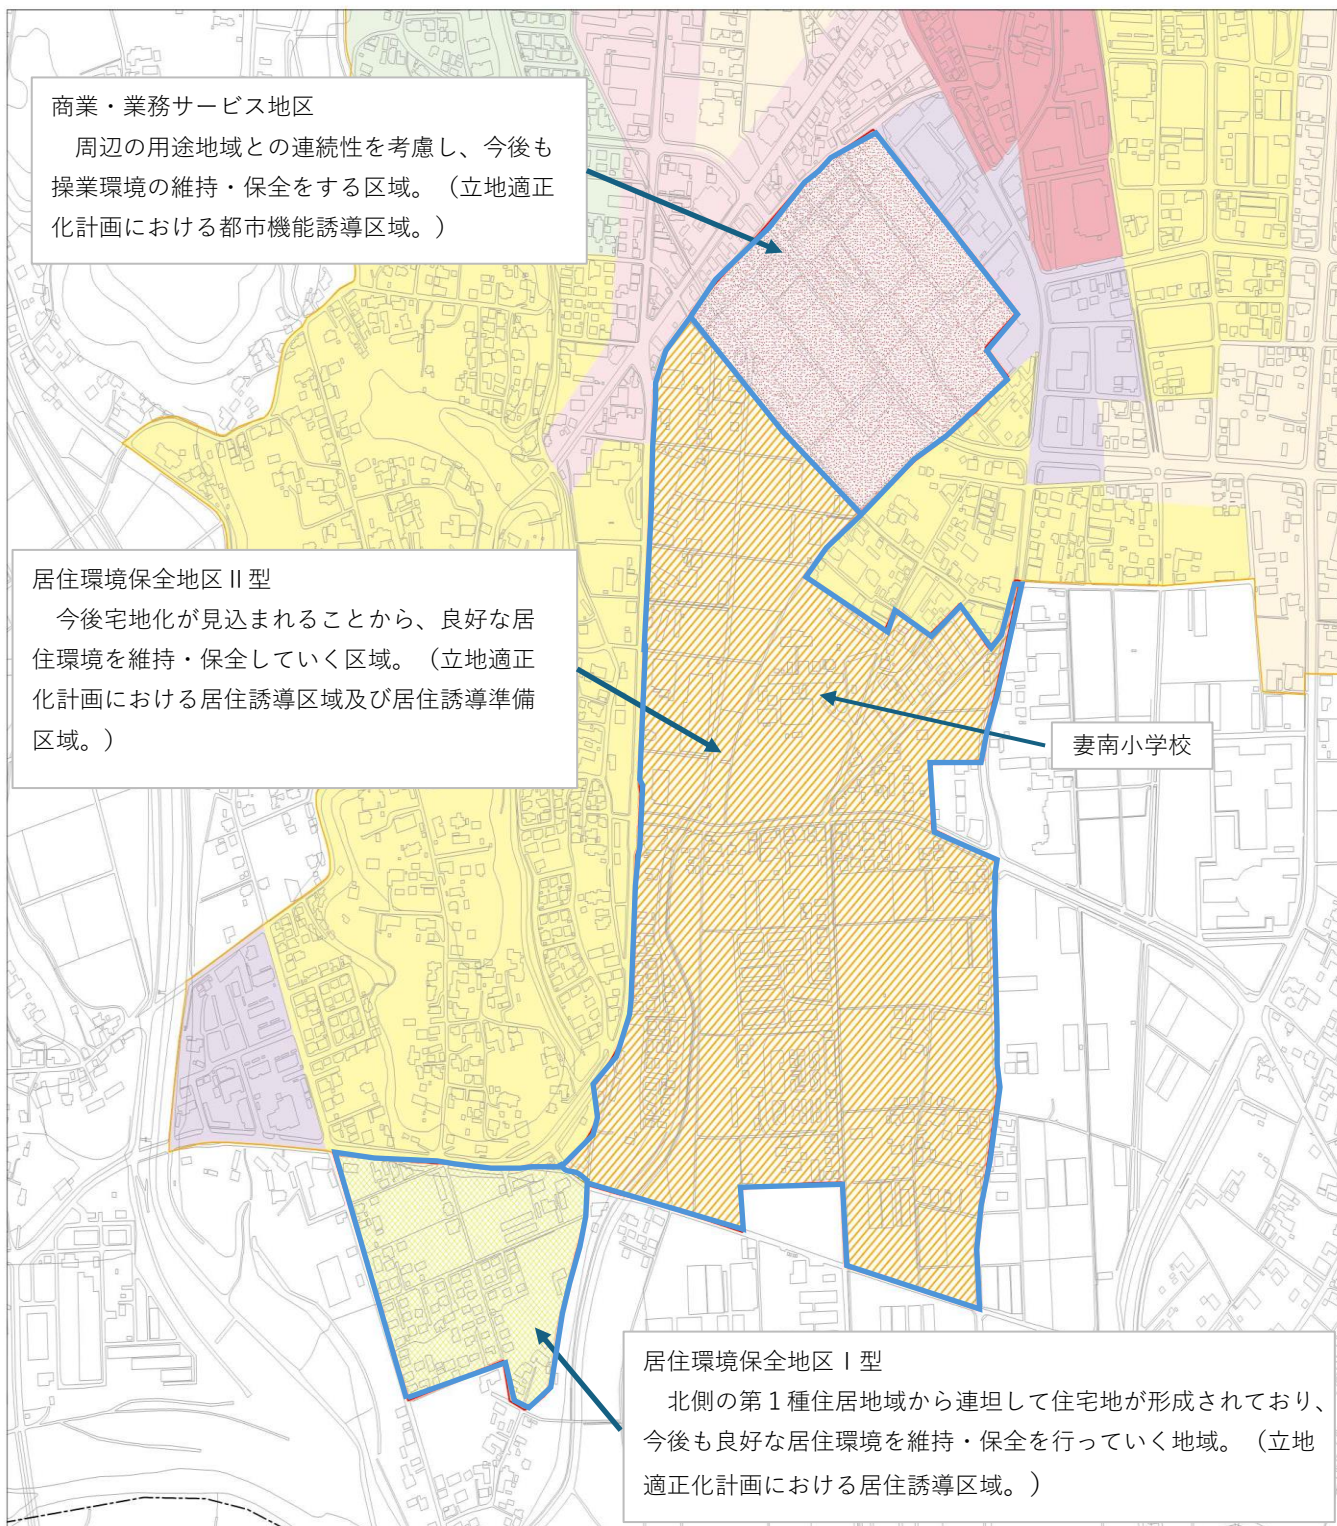 商業・業務サービス地区
周辺の用途地域との連続性を考慮し、今後も
操業環境の維持・保全をする区域。（立地適正
化計画における都市機能誘導区域。）
居住環境保全地区Ⅱ型
今後宅地化が見込まれることから、良好な居
住環境を維持・保全していく区域。（立地適正
化計画における居住誘導区域及び居住誘導準備
区域。）
妻南小学校
居住環境保全地区Ⅰ型
北側の第１種住居地域から連坦して住宅地が形成されており、
今後も良好な居住環境を維持・保全を行っていく地域。（立地
適正化計画における居住誘導区域。）